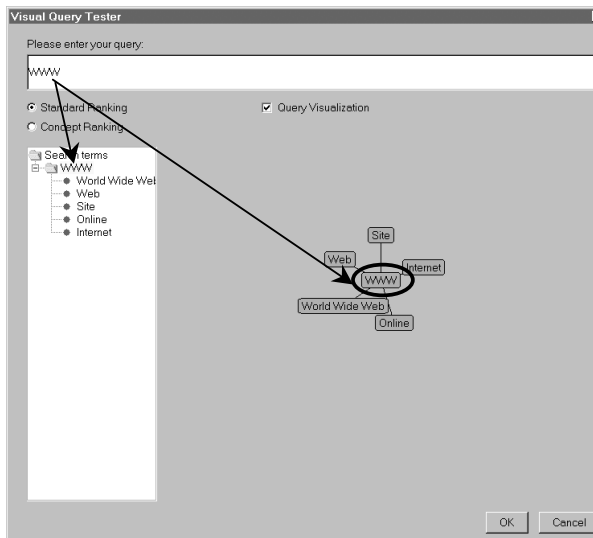 Visual Query Tester
Please enter your query:
WWW
Standard Ranking
Query Visualization
Concept Ranking
Search terms
WWW
World Wide Web
Web
Site
Online
Internet
Site
Web
Internet
WWW
World Wide Web
Online
OK
Cancel